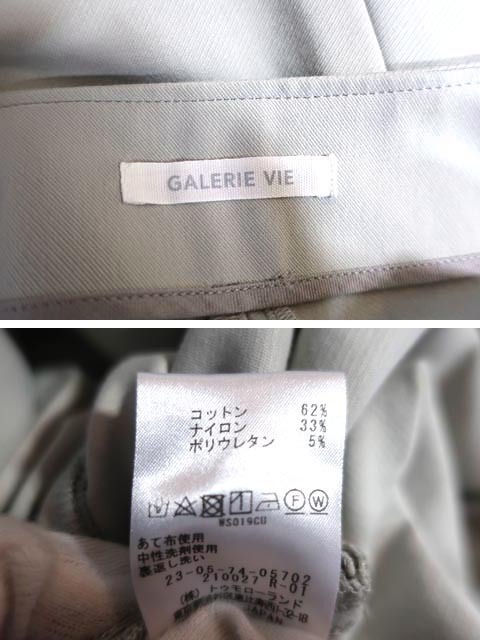 GALERIE VIE
コットン 62%
ナイロン 33%
ポリウレタン 5%
F W
WS019CU
あて布使用
中性洗剤使用
裏返し洗い
23-05-74-05702
210027 R-01
(株)トゥモローランド
JAPAN